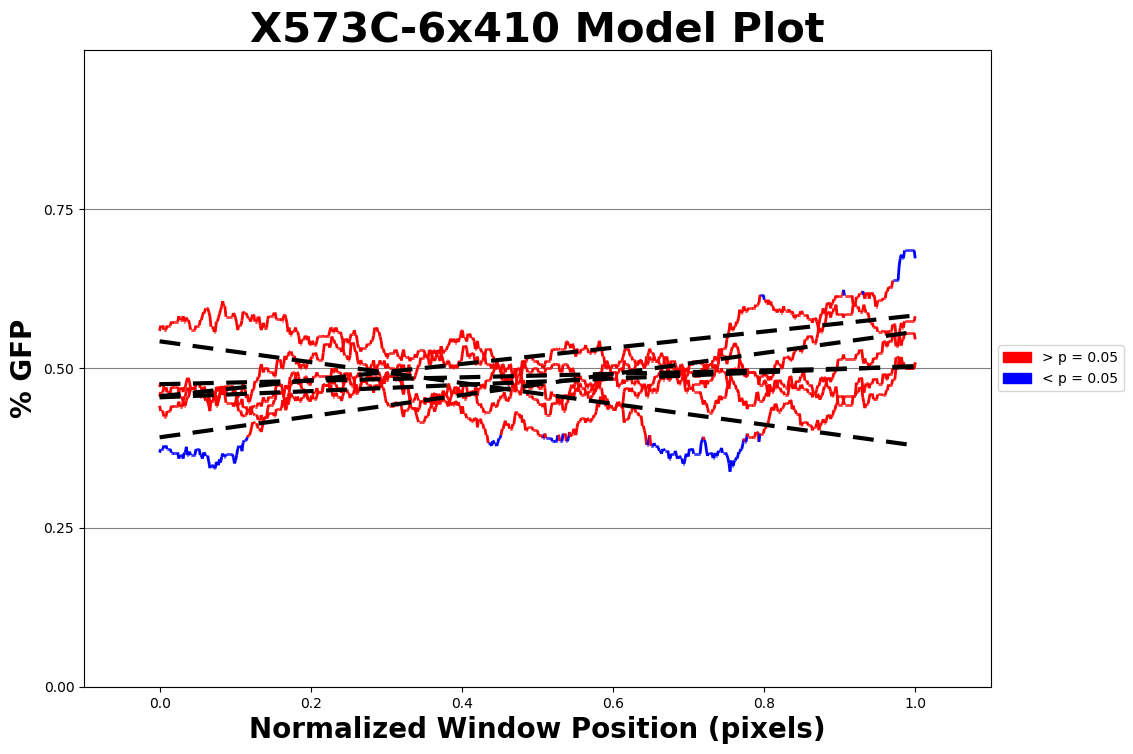 X573C-6x410 Model Plot
% GFP
0.75
0.50
0.25
0.00
0.0 0.2 0.4 0.6 0.8 1.0
Normalized Window Position (pixels)
> p = 0.05
< p = 0.05